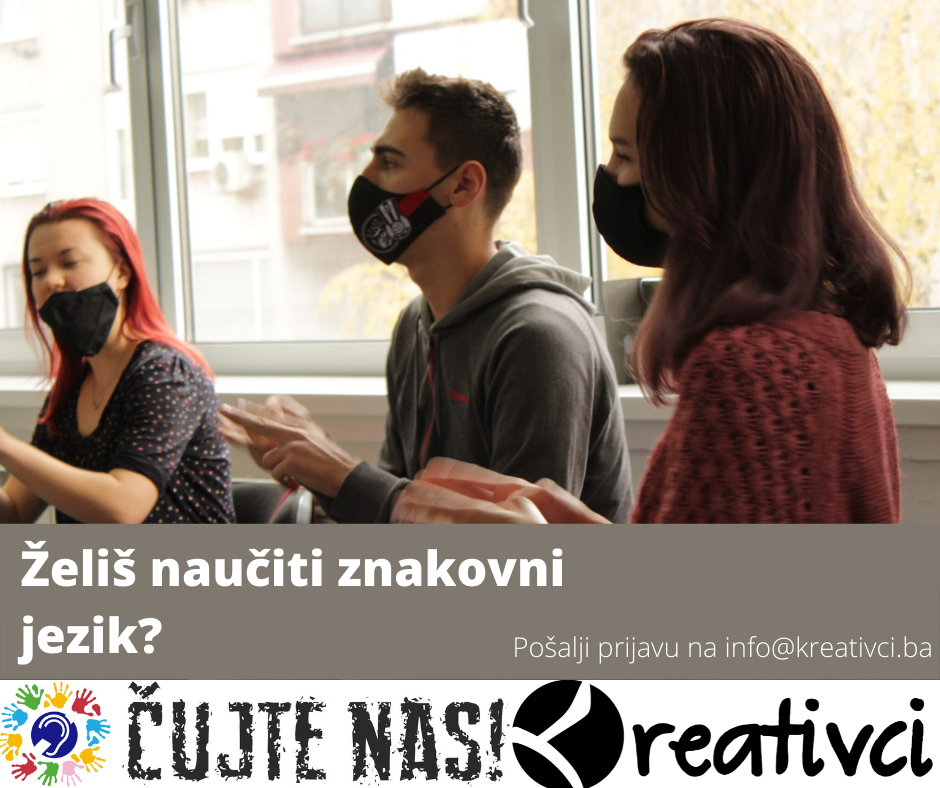 Želiš naučiti znakovni
jezik?
Pošalji prijavu na info@kreativci.ba
ČUJTE NAS!
Kreativci